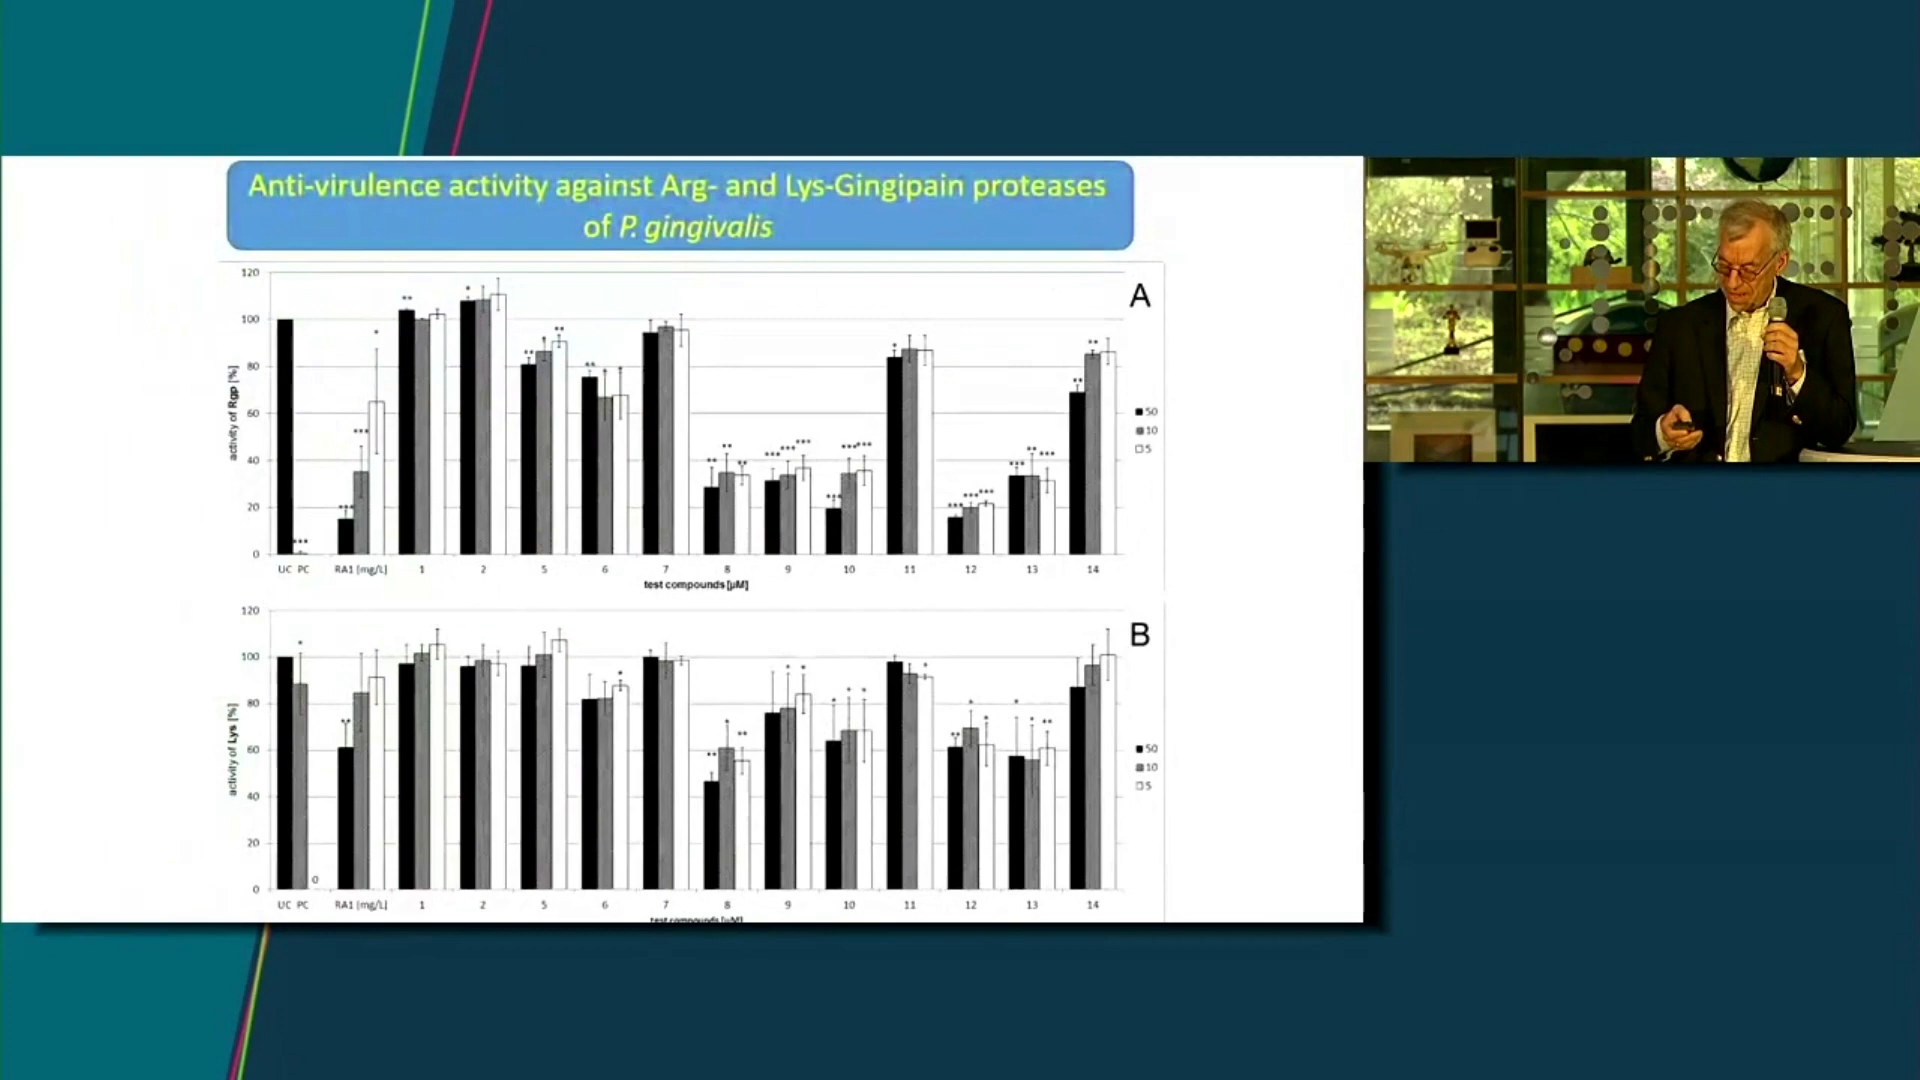 Anti-virulence activity against Arg- and Lys-Gingipain proteases
of P. gingivalis
A
120
100
80
60
40
20
0
activity of Rgp [%]
** * * ** ** * ** * * * ** ** ** *** *** *** *** *** *** * *** *** *** *** ** *** ** **
*** *** ***
50
10
5
UC PC RA1 [mg/L] 1 2 5 6 7 8 9 10 11 12 13 14
test compounds [µM]
B
120
100
80
60
40
20
0
activity of Lys [%]
* ** * ** * ** * * * * * * ** * * * * **
0
50
10
5
UC PC RA1 [mg/L] 1 2 5 6 7 8 9 10 11 12 13 14
test compounds [µM]